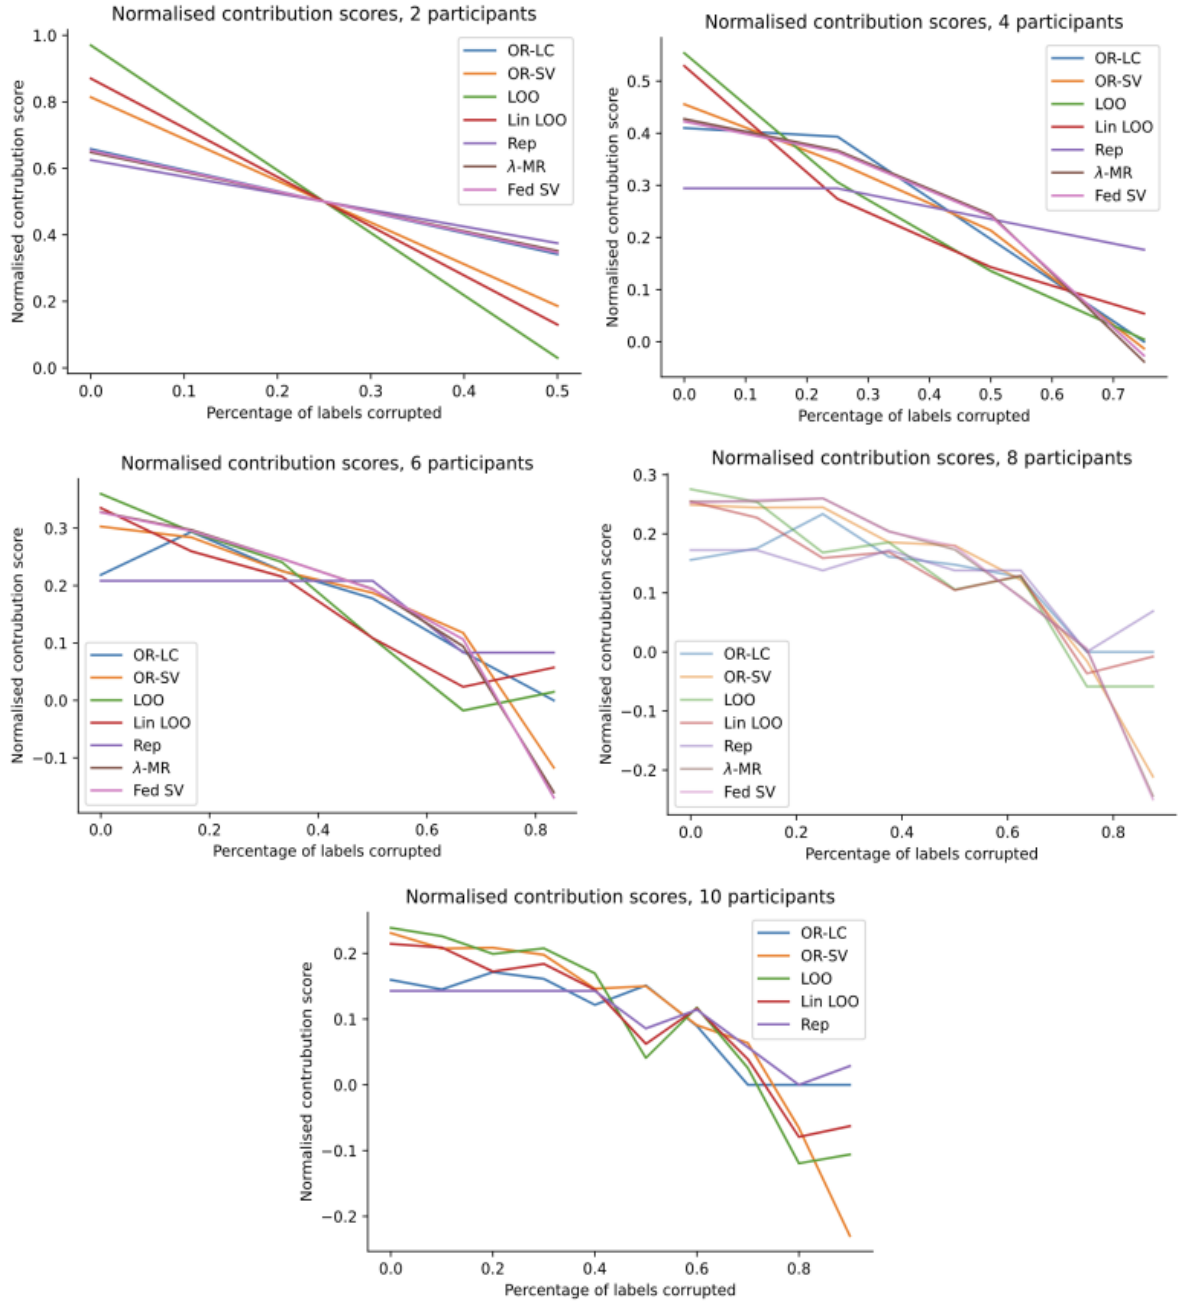 Normalised contribution scores, 2 participants
Normalised contrubution score
1.0
0.8
0.6
0.4
0.2
0.0
OR-LC
OR-SV
LOO
Lin LOO
Rep
λ-MR
Fed SV
0.0 0.1 0.2 0.3 0.4 0.5
Percentage of labels corrupted
Normalised contribution scores, 4 participants
Normalised contrubution score
0.5
0.4
0.3
0.2
0.1
0.0
OR-LC
OR-SV
LOO
Lin LOO
Rep
λ-MR
Fed SV
0.0 0.1 0.2 0.3 0.4 0.5 0.6 0.7
Percentage of labels corrupted
Normalised contribution scores, 6 participants
Normalised contrubution score
0.3
0.2
0.1
0.0
−0.1
OR-LC
OR-SV
LOO
Lin LOO
Rep
λ-MR
Fed SV
0.0 0.2 0.4 0.6 0.8
Percentage of labels corrupted
Normalised contribution scores, 8 participants
Normalised contrubution score
0.3
0.2
0.1
0.0
−0.1
−0.2
OR-LC
OR-SV
LOO
Lin LOO
Rep
λ-MR
Fed SV
0.0 0.2 0.4 0.6 0.8
Percentage of labels corrupted
Normalised contribution scores, 10 participants
Normalised contrubution score
0.2
0.1
0.0
−0.1
−0.2
OR-LC
OR-SV
LOO
Lin LOO
Rep
0.0 0.2 0.4 0.6 0.8
Percentage of labels corrupted